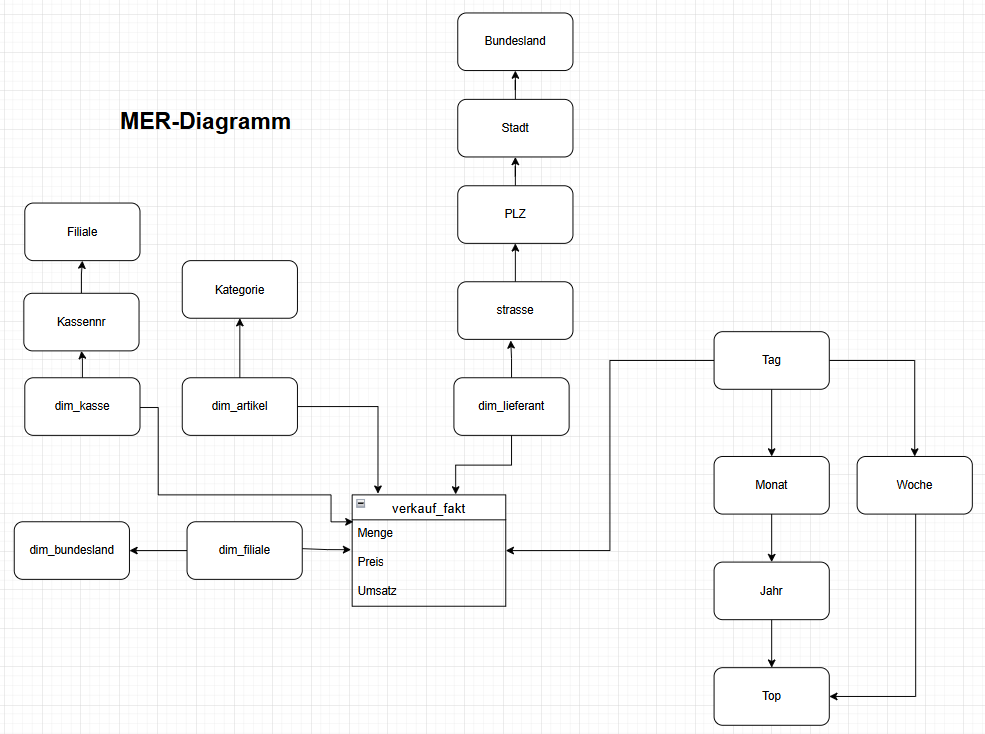 Bundesland
Stadt
MER-Diagramm
PLZ
Filiale
Kategorie
Kassennr
strasse
Tag
dim_kasse
dim_artikel
dim_lieferant
Monat
Woche
verkauf_fakt
Menge
dim_bundesland
dim_filiale
Preis
Umsatz
Jahr
Top